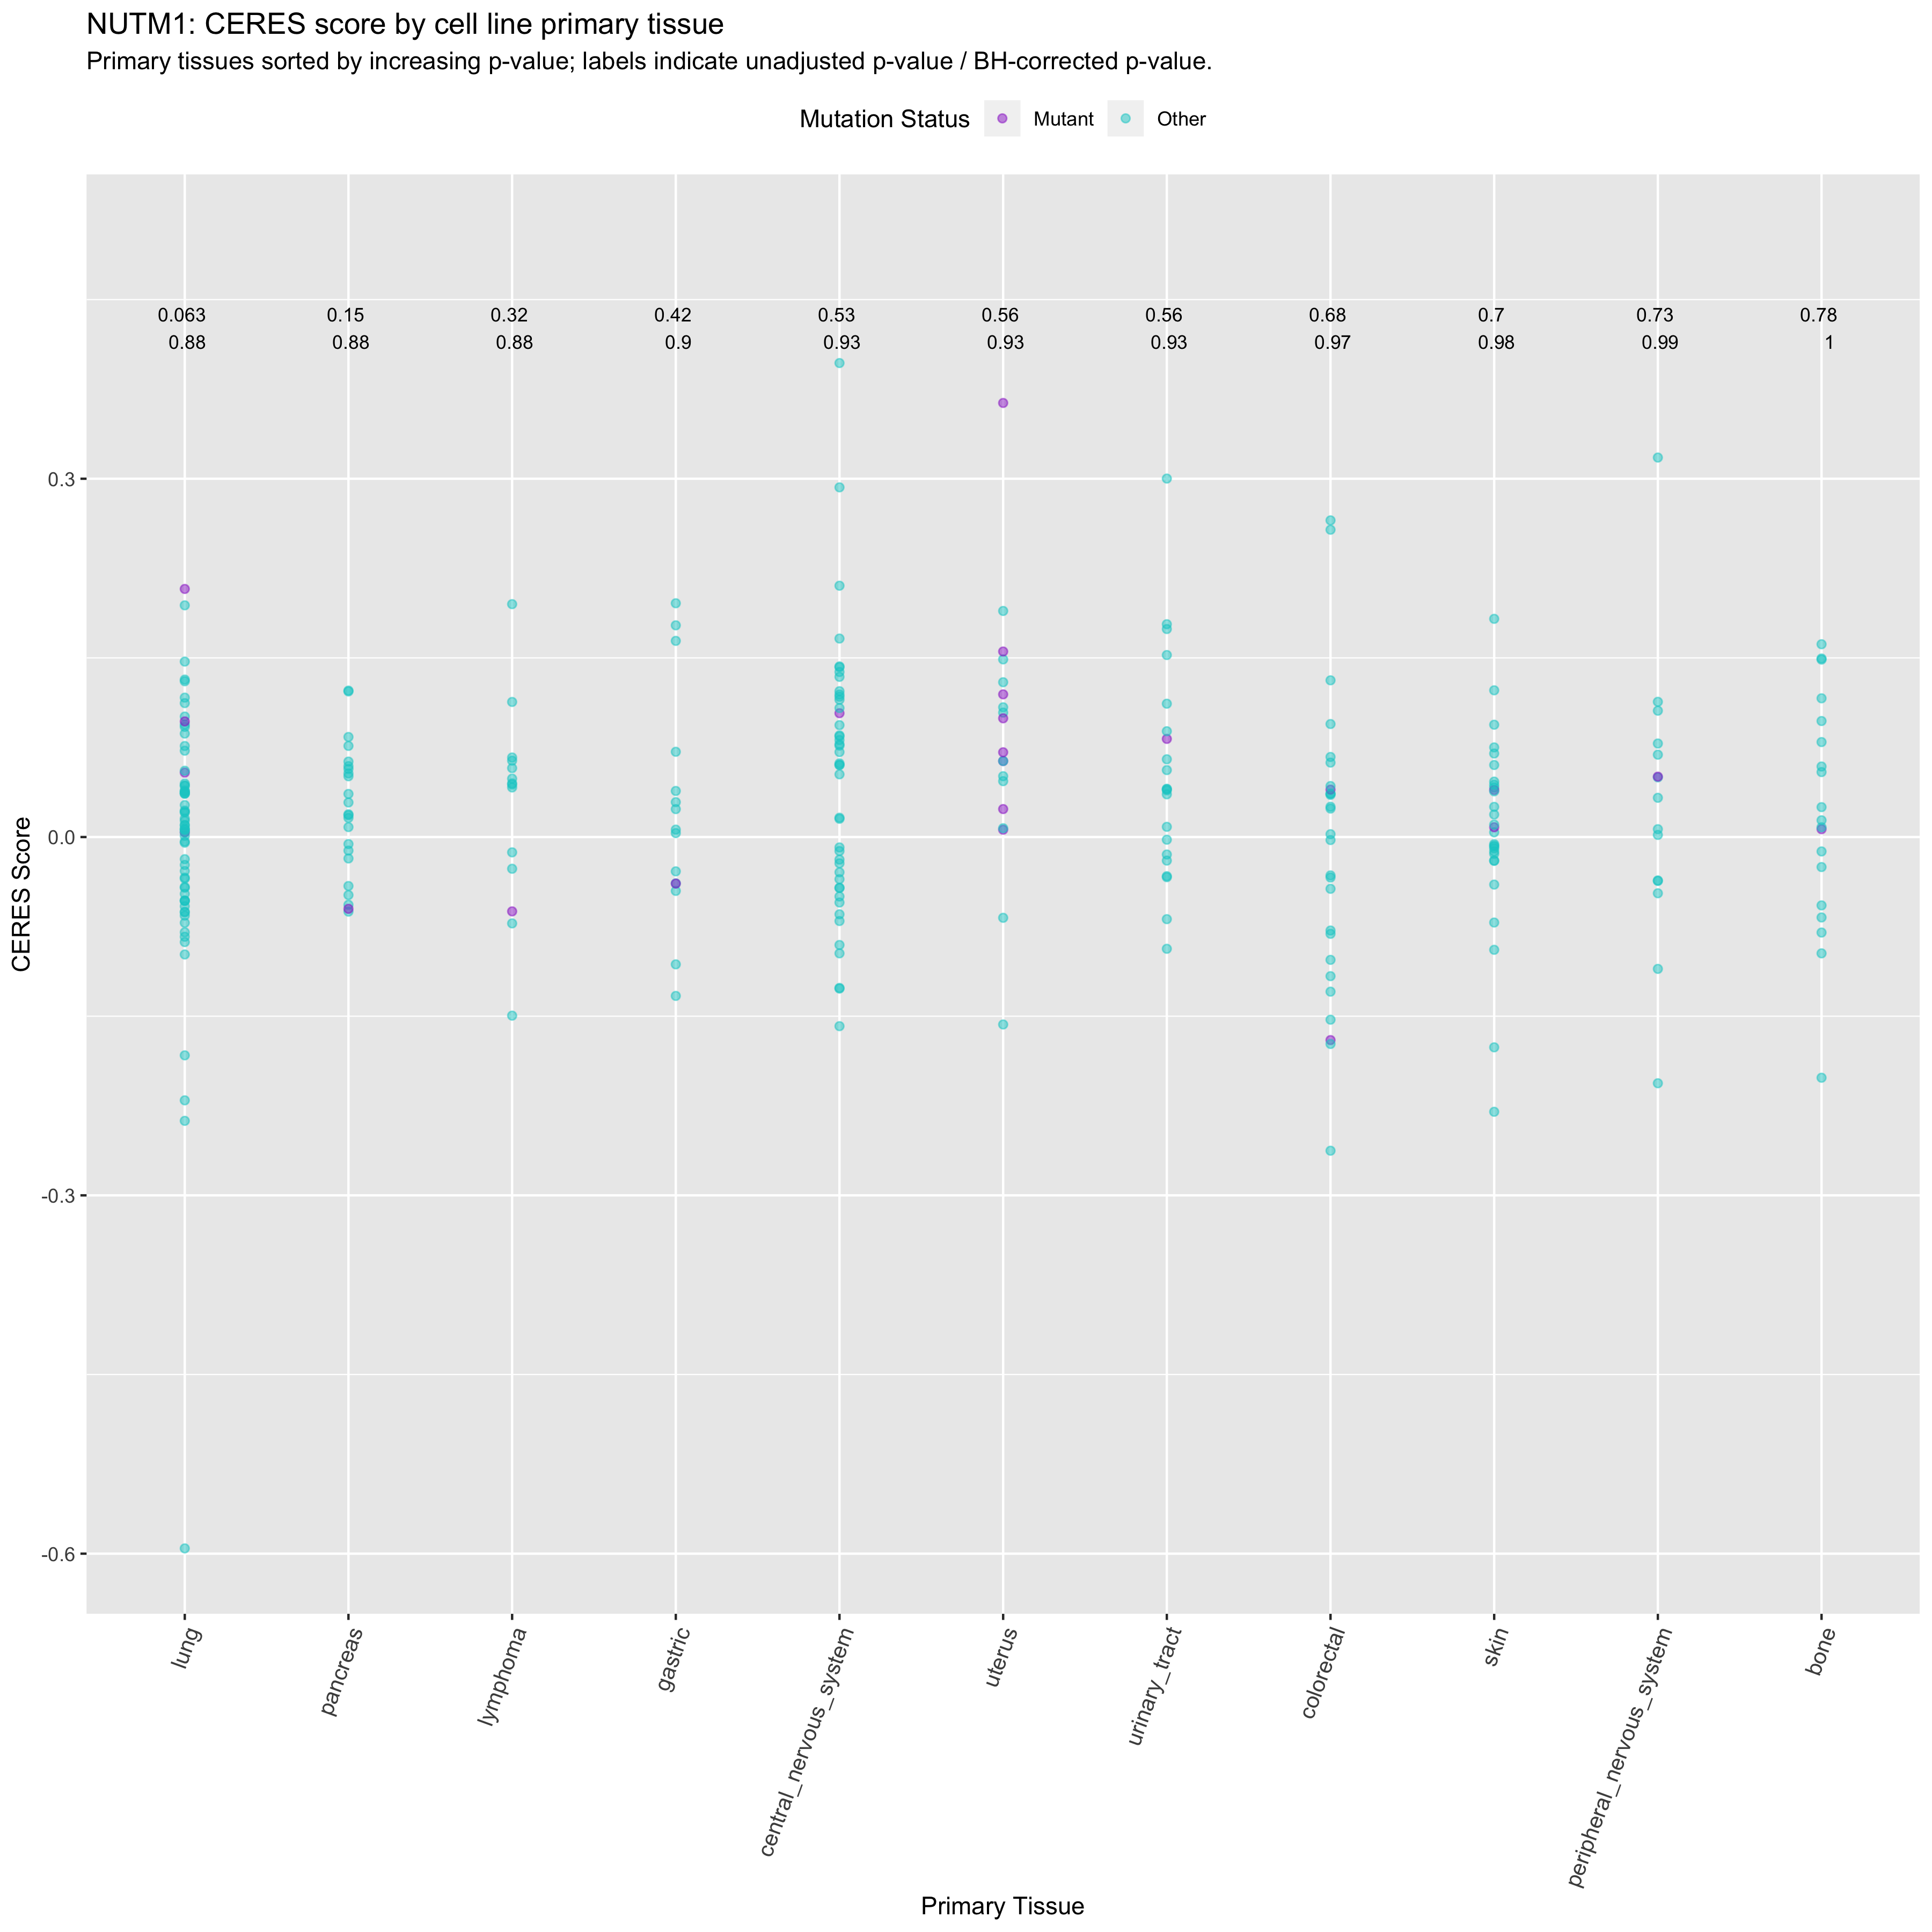 NUTM1: CERES score by cell line primary tissue
Primary tissues sorted by increasing p-value; labels indicate unadjusted p-value / BH-corrected p-value.
Mutation Status Mutant Other
0.063 0.15 0.32 0.42 0.53 0.56 0.56 0.68 0.7 0.73 0.78
0.88 0.88 0.88 0.9 0.93 0.93 0.93 0.97 0.98 0.99 1
0.3
0.0
-0.3
-0.6
CERES Score
lung
pancreas
lymphoma
gastric
central_nervous_system
uterus
urinary_tract
colorectal
skin
peripheral_nervous_system
bone
Primary Tissue